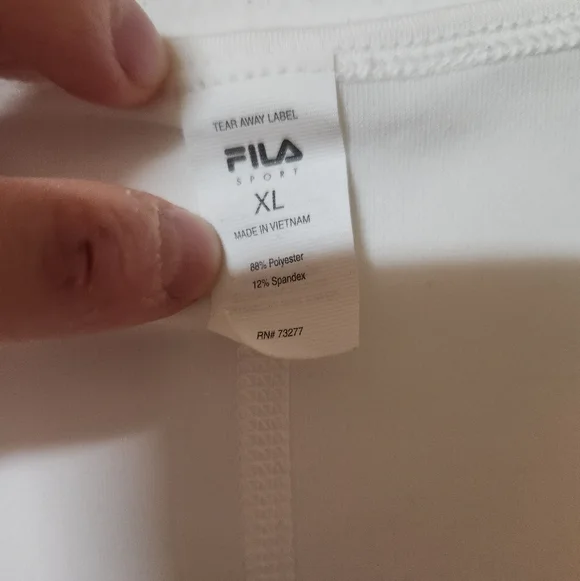 TEAR AWAY LABEL
FILA
SPORT
XL
MADE IN VIETNAM
88% Polyester
12% Spandex
RN# 73277